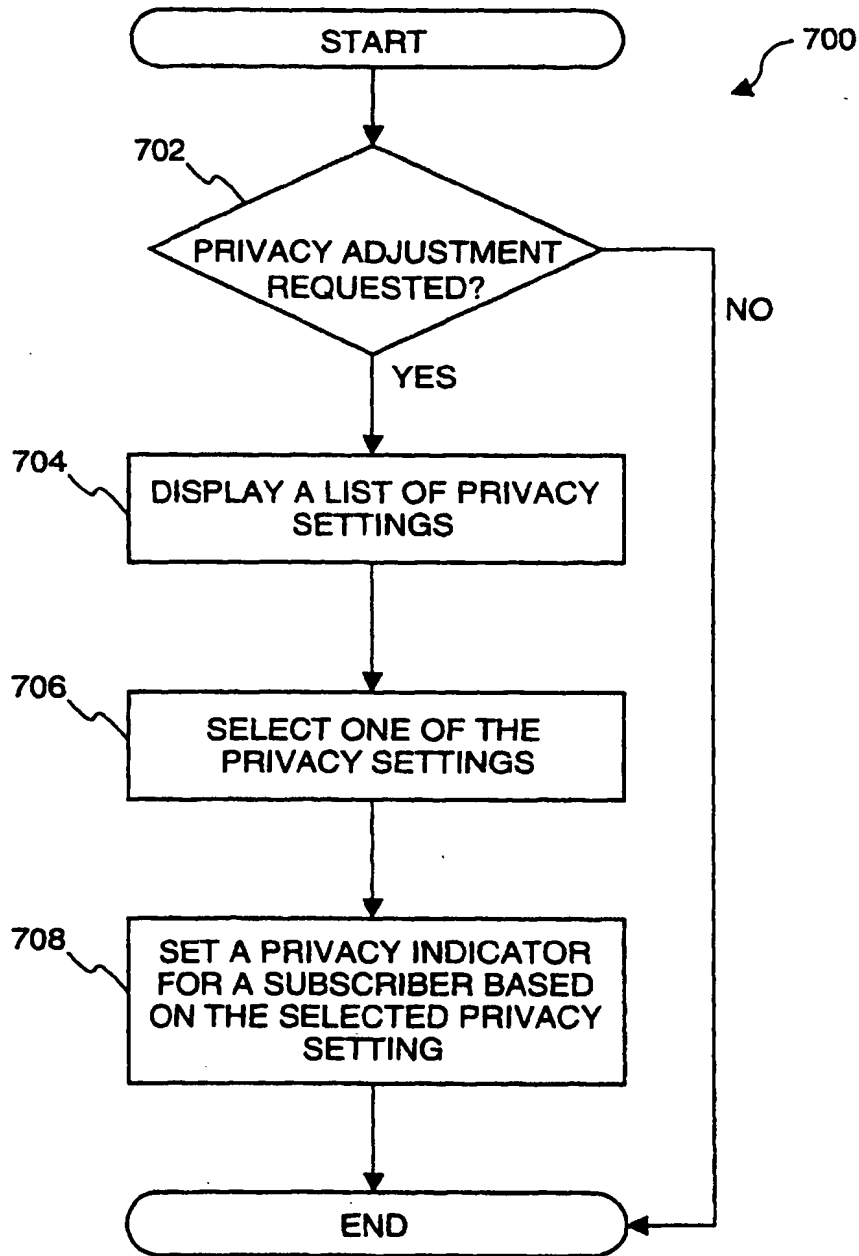 START
700
702
PRIVACY ADJUSTMENT
REQUESTED?
NO
YES
704
DISPLAY A LIST OF PRIVACY
SETTINGS
706
SELECT ONE OF THE
PRIVACY SETTINGS
708
SET A PRIVACY INDICATOR
FOR A SUBSCRIBER BASED
ON THE SELECTED PRIVACY
SETTING
END